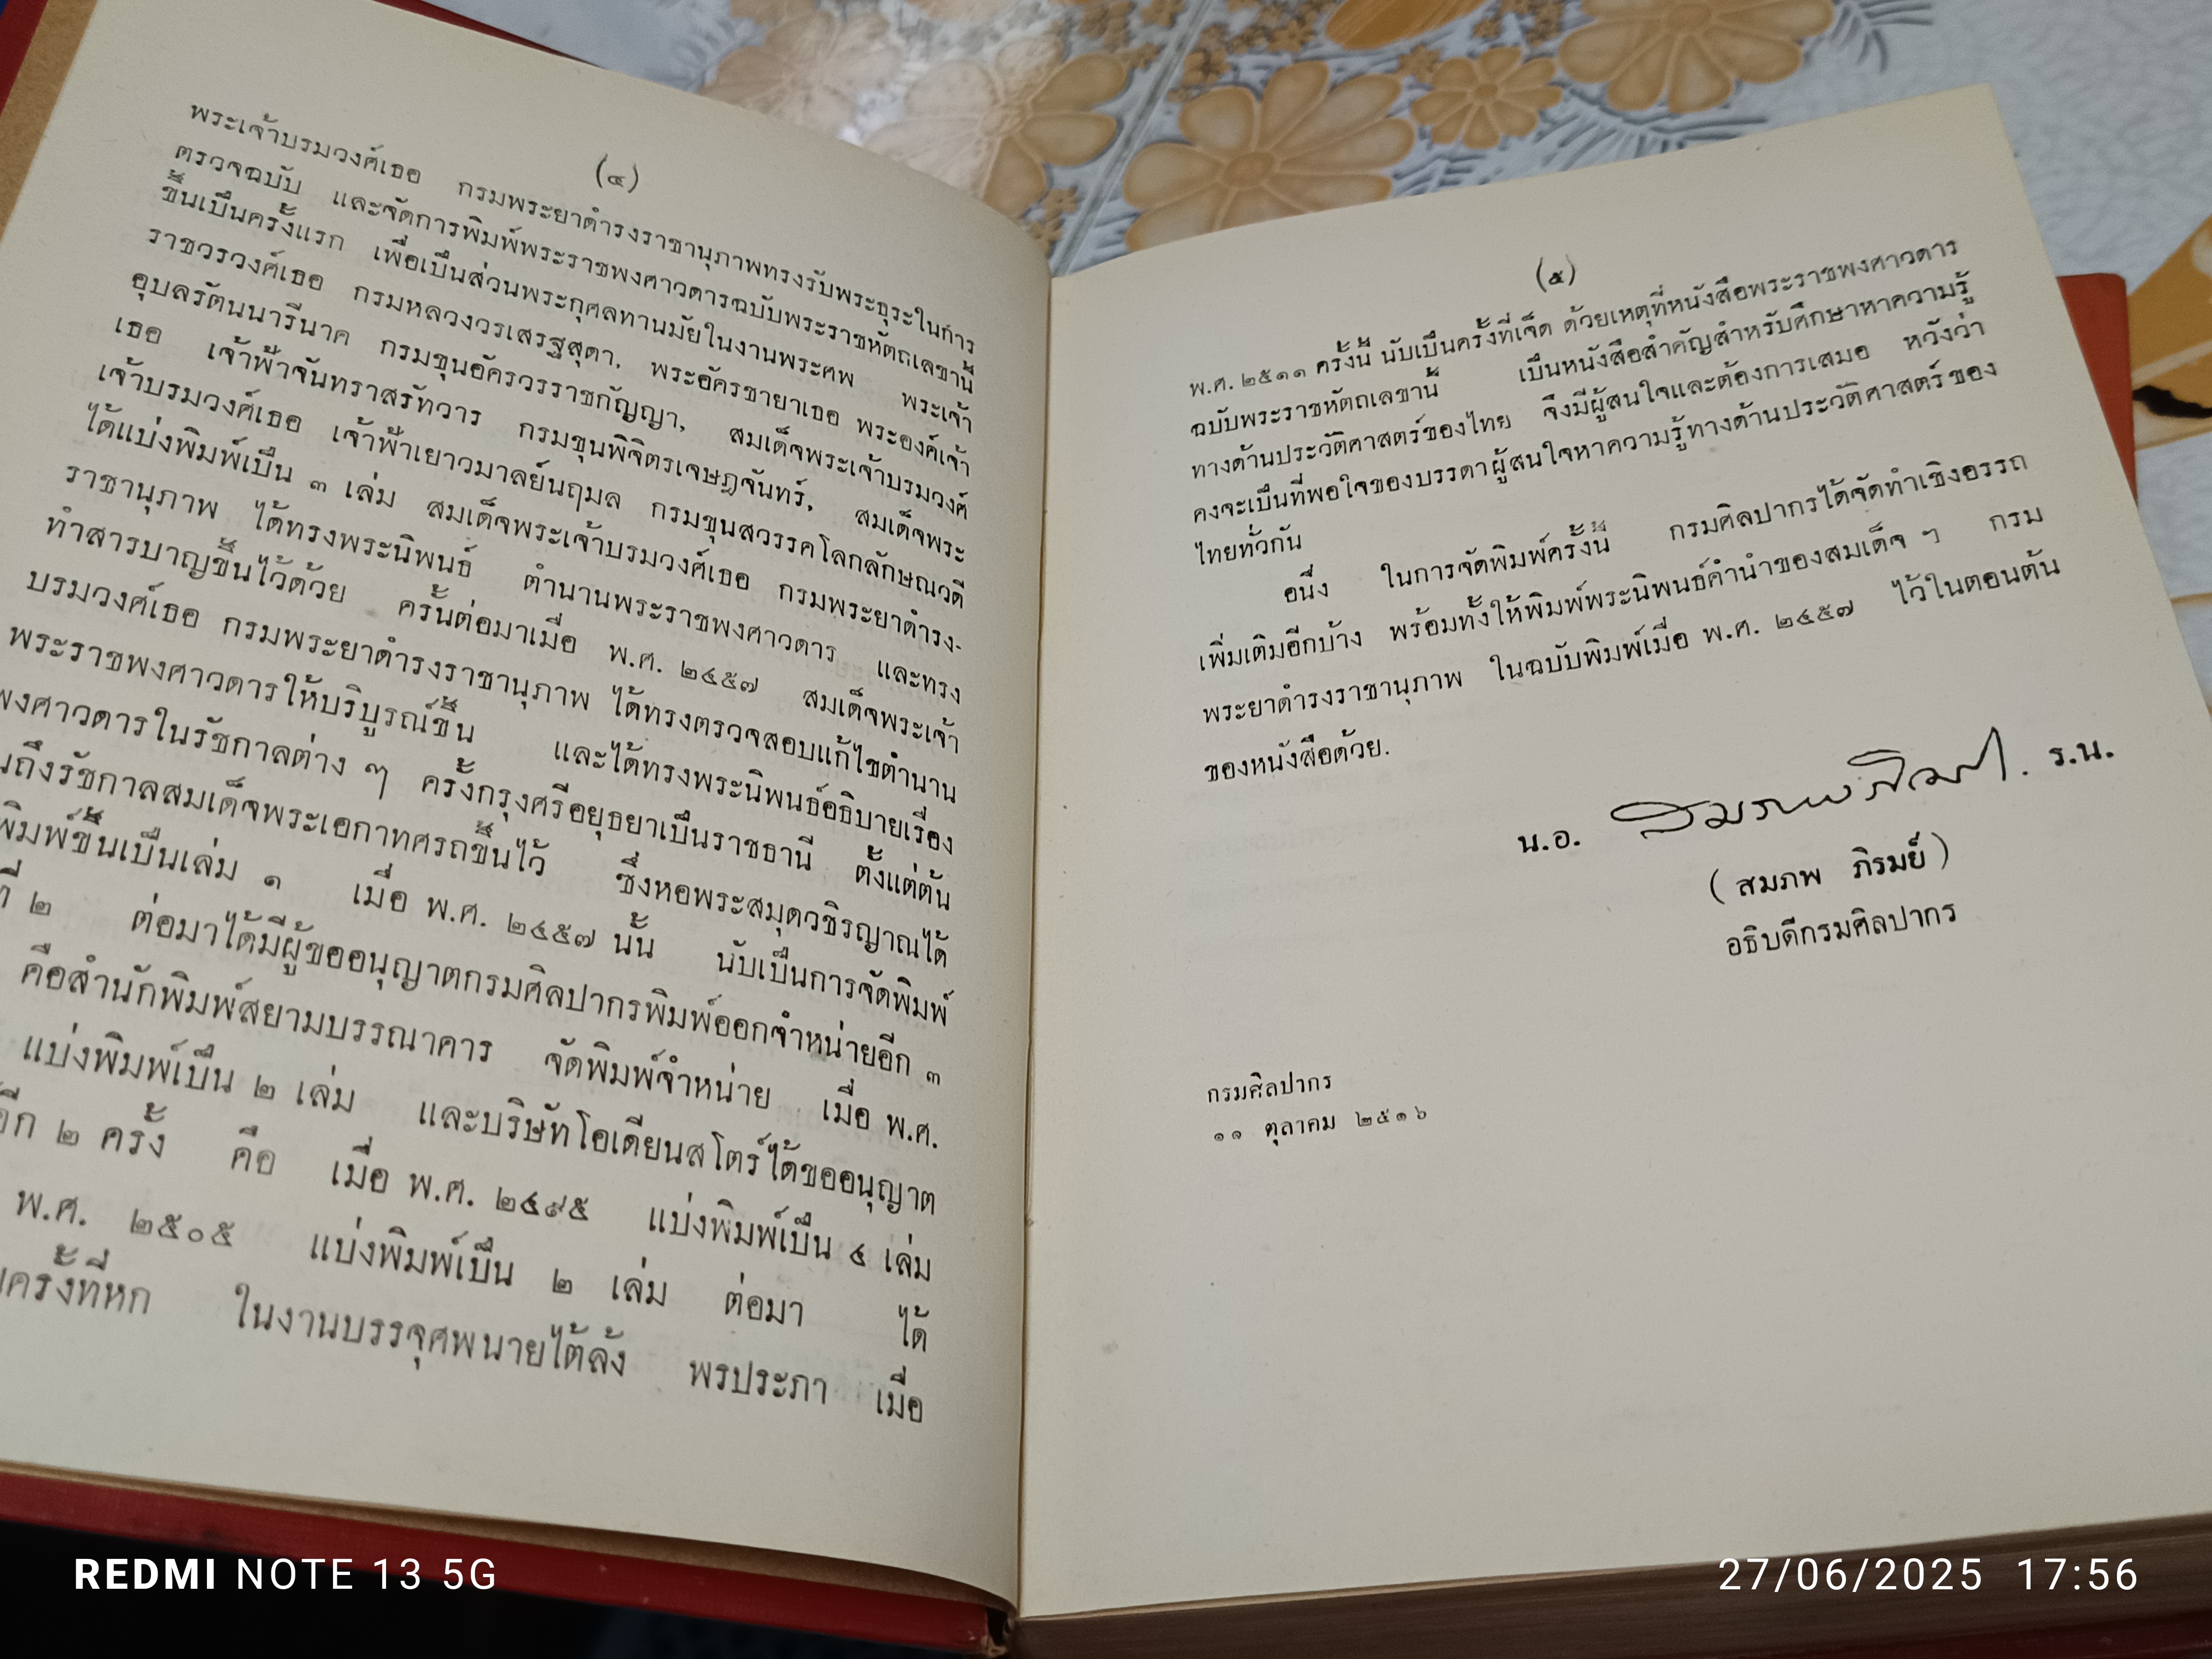 (๔)
พระเจ้าบรมวงศ์เธอ กรมพระยาดำรงราชานุภาพทรงรับพระธุระในการ
ตรวจฉบับ และจัดการพิมพ์พระราชพงศาวดารฉบับพระราชหัตถเลขานี้
ขึ้นเป็นครั้งแรก เพื่อเป็นส่วนพระกุศลทานมัยในงานพระศพ พระเจ้า
ราชวรวงศ์เธอ กรมหลวงวรเสรฐสุดา, พระอัครชายาเธอ พระองค์เจ้า
อุบลรัตนนารีนาค กรมขุนอัครวรราชกัญญา, สมเด็จพระเจ้าบรมวงศ์
เธอ เจ้าฟ้าจันทราสรัทวาร กรมขุนพิจิตรเจษฎจันทร์, สมเด็จพระ
เจ้าบรมวงศ์เธอ เจ้าฟ้าเยาวมาลย์นฤมล กรมขุนสวรรคโลกลักษณวดี
ได้แบ่งพิมพ์เป็น ๓ เล่ม สมเด็จพระเจ้าบรมวงศ์เธอ กรมพระยาดำรง-
ราชานุภาพ ได้ทรงพระนิพนธ์ ตำนานพระราชพงศาวดาร และทรง
ทำสารบาญขึ้นไว้ด้วย ครั้นต่อมาเมื่อ พ.ศ. ๒๔๕๗ สมเด็จพระเจ้า
บรมวงศ์เธอ กรมพระยาดำรงราชานุภาพ ได้ทรงตรวจสอบแก้ไขตำนาน
พระราชพงศาวดารให้บริบูรณ์ขึ้น และได้ทรงพระนิพนธ์อธิบายเรื่อง
พงศาวดารในรัชกาลต่าง ๆ ครั้งกรุงศรีอยุธยาเป็นราชธานี ตั้งแต่ต้น
ถึงรัชกาลสมเด็จพระเอกาทศรถขึ้นไว้ ซึ่งหอพระสมุดวชิรญาณได้
พิมพ์ขึ้นเป็นเล่ม ๑ เมื่อ พ.ศ. ๒๔๕๗ นั้น นับเป็นการจัดพิมพ์
ที่ ๒ ต่อมาได้มีผู้ขออนุญาตกรมศิลปากรพิมพ์ออกจำหน่ายอีก ๓
คือสำนักพิมพ์สยามบรรณาคาร จัดพิมพ์จำหน่าย เมื่อ พ.ศ.
แบ่งพิมพ์เป็น ๒ เล่ม และบริษัทโอเดียนสโตร์ได้ขออนุญาต
อีก ๒ ครั้ง คือ เมื่อ พ.ศ. ๒๔๙๕ แบ่งพิมพ์เป็น ๔ เล่ม
พ.ศ. ๒๕๐๕ แบ่งพิมพ์เป็น ๒ เล่ม ต่อมา ได้
ครั้งที่หก ในงานบรรจุศพนายไต้ล้ง พรประภา เมื่อ
(๕)
พ.ศ. ๒๕๑๑ ครั้งนี้ นับเป็นครั้งที่เจ็ด ด้วยเหตุที่หนังสือพระราชพงศาวดาร
ฉบับพระราชหัตถเลขานี้ เป็นหนังสือสำคัญสำหรับศึกษาหาความรู้
ทางด้านประวัติศาสตร์ของไทย จึงมีผู้สนใจและต้องการเสมอ หวังว่า
คงจะเป็นที่พอใจของบรรดาผู้สนใจหาความรู้ทางด้านประวัติศาสตร์ของ
ไทยทั่วกัน
อนึ่ง ในการจัดพิมพ์ครั้งนี้ กรมศิลปากรได้จัดทำเชิงอรรถ
เพิ่มเติมอีกบ้าง พร้อมทั้งให้พิมพ์พระนิพนธ์คำนำของสมเด็จ ฯ กรม
พระยาดำรงราชานุภาพ ในฉบับพิมพ์เมื่อ พ.ศ. ๒๔๕๗ ไว้ในตอนต้น
ของหนังสือด้วย.
น.อ. สมภพ ภิรมย์. ร.น.
(สมภพ ภิรมย์)
อธิบดีกรมศิลปากร
กรมศิลปากร
๑๑ ตุลาคม ๒๕๑๖
REDMI NOTE 13 5G
27/06/2025 17:56